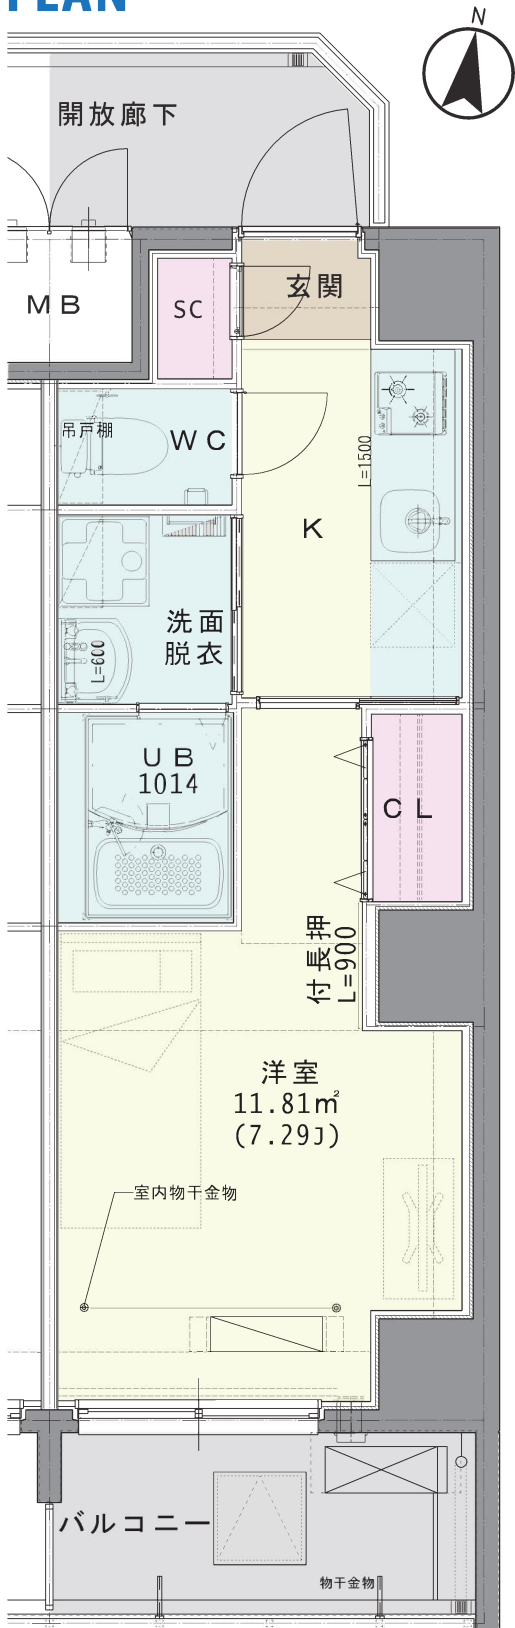 PLAN
N
開放廊下
MB
SC
玄関
吊戸棚
WC
L=1500
K
洗面
脱衣
L=600
UB
1014
CL
付長押
L=900
洋室
11.81㎡
(7.29J)
室内物干金物
バルコニー
物干金物